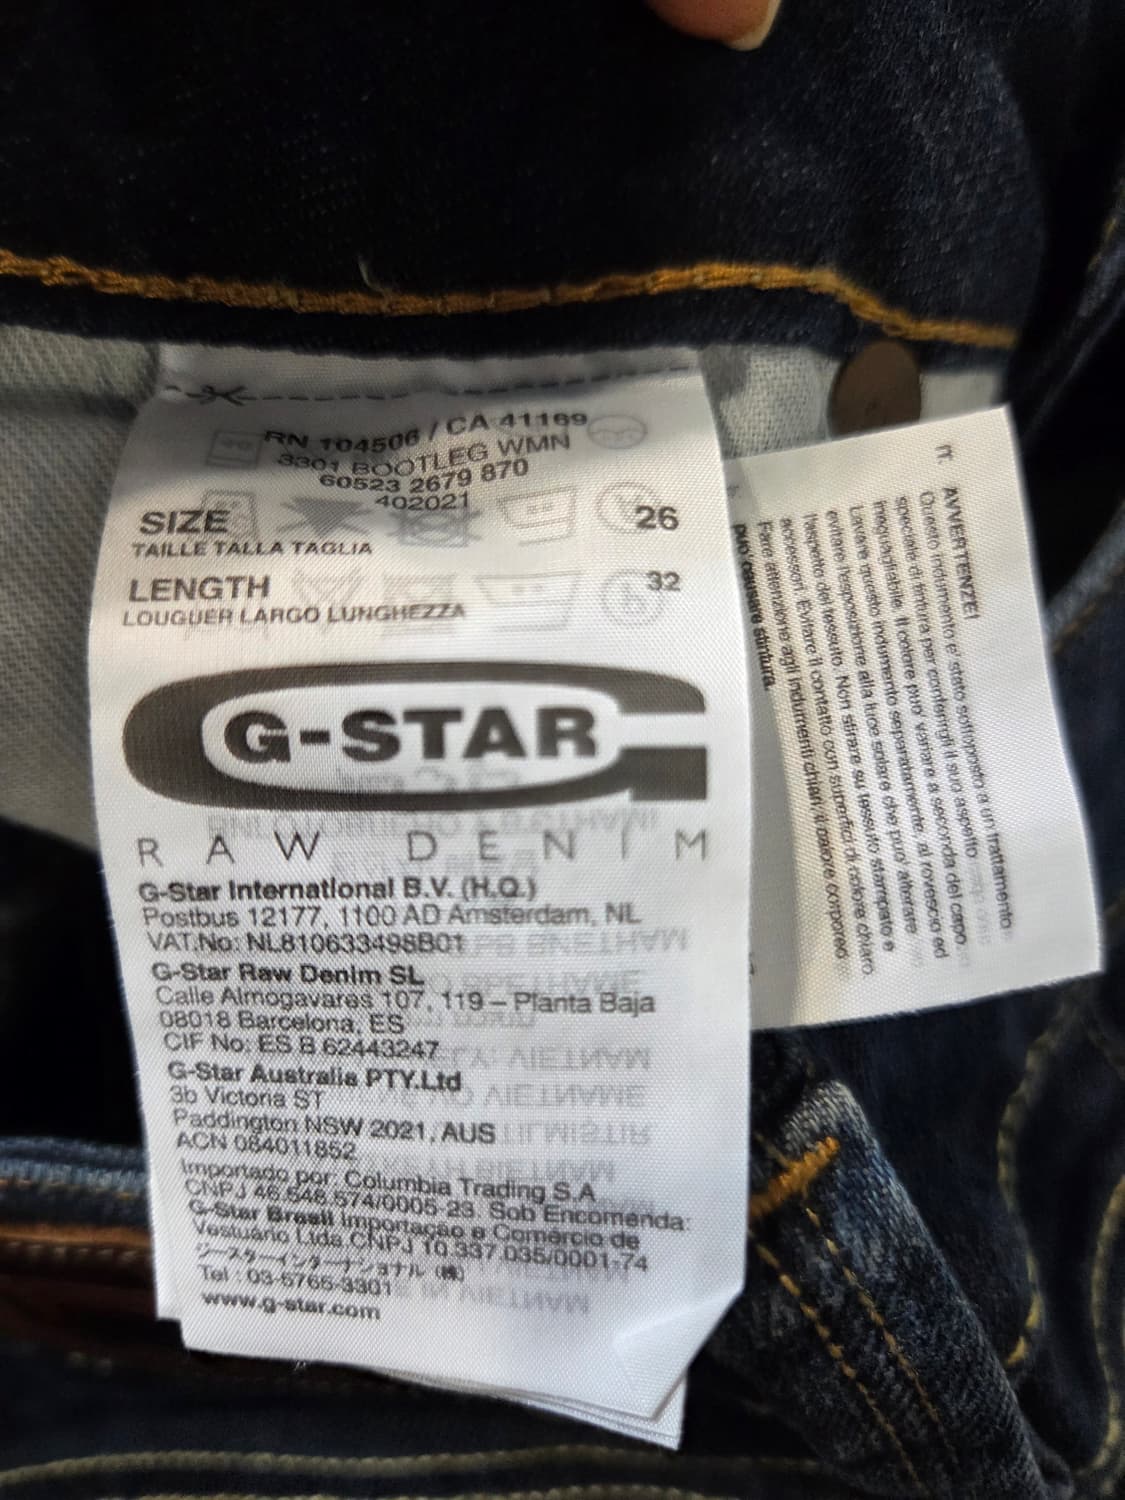 RN 104506 / CA 41169
3301 BOOTLEG WMN
60523 2679 870
402021
SIZE 26
TAILLE TALLA TAGLIA
LENGTH 32
LOUGUER LARGO LUNGHEZZA
G-STAR
RAW DENIM
G-Star International B.V. (H.Q.)
Postbus 12177, 1100 AD Amsterdam, NL
VAT.No: NL810633498B01
G-Star Raw Denim SL
Calle Almogavares 107, 119 – Planta Baja
08018 Barcelona, ES
CIF No: ES B 62443247
G-Star Australia PTY.Ltd
3b Victoria ST
Paddington NSW 2021, AUS
ACN 084011852
Importado por: Columbia Trading S.A
CNPJ 46.548.574/0005-23. Sob Encomenda:
G-Star Brasil Importação e Comércio de
Vestuário Ltda.CNPJ 10.337.035/0001-74
ジースターインターナショナル（株）
Tel : 03-5765-3301
www.g-star.com
IT. AVVERTENZE!
Questo indumento e' stato sottoposto a un trattamento
speciale di tintura per conferirgli il suo aspetto
ineguagliabile. Il colore puo' variare a seconda del capo.
Lavare questo indumento separatamente, al rovescio ed
evitare l'esposizione alla luce solare che puo' alterare
l'aspetto del tessuto. Non stirare su tessuto stampato e
accessori. Evitare il contatto con superfici di colore chiaro.
Fare attenzione agli indumenti chiari, il calore corporeo
puo' causare tintura.